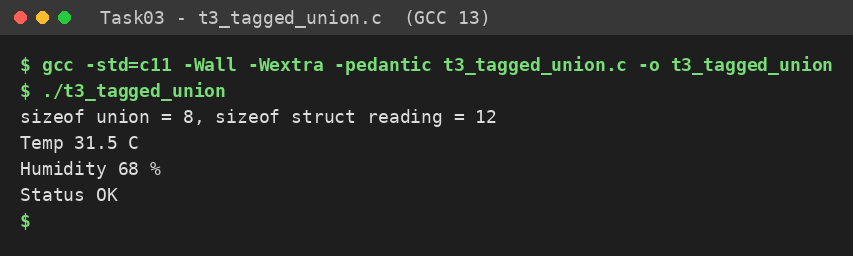 Task03 - t3_tagged_union.c  (GCC 13)
$ gcc -std=c11 -Wall -Wextra -pedantic t3_tagged_union.c -o t3_tagged_union
$ ./t3_tagged_union
sizeof union = 8, sizeof struct reading = 12
Temp 31.5 C
Humidity 68 %
Status OK
$